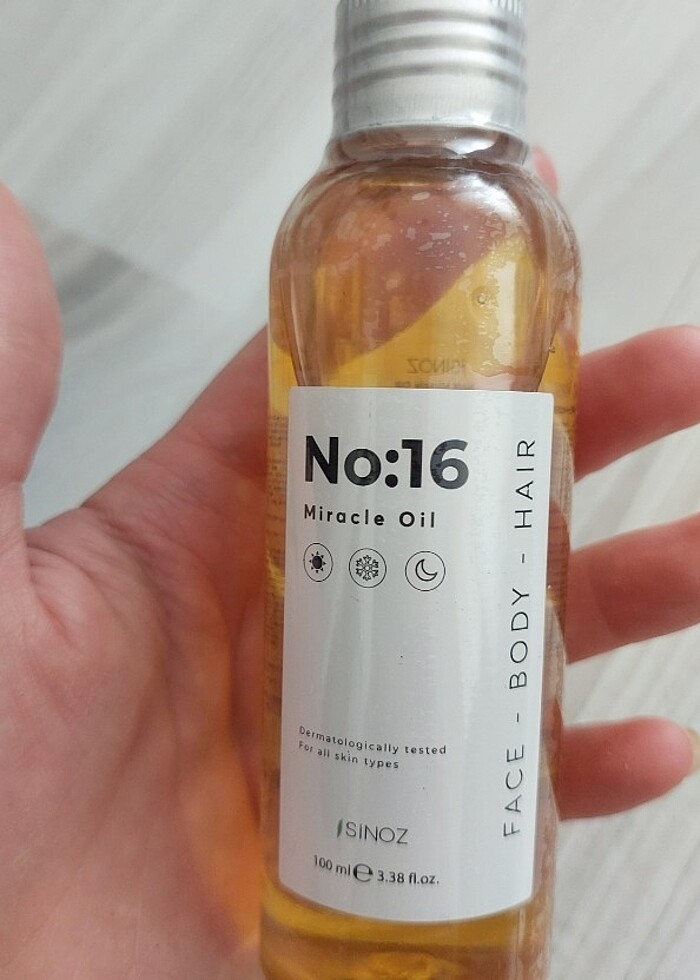 No:16
Miracle Oil
FACE - BODY - HAIR
Dermatologically tested
For all skin types
SiNOZ
100 ml ℮ 3.38 fl.oz.